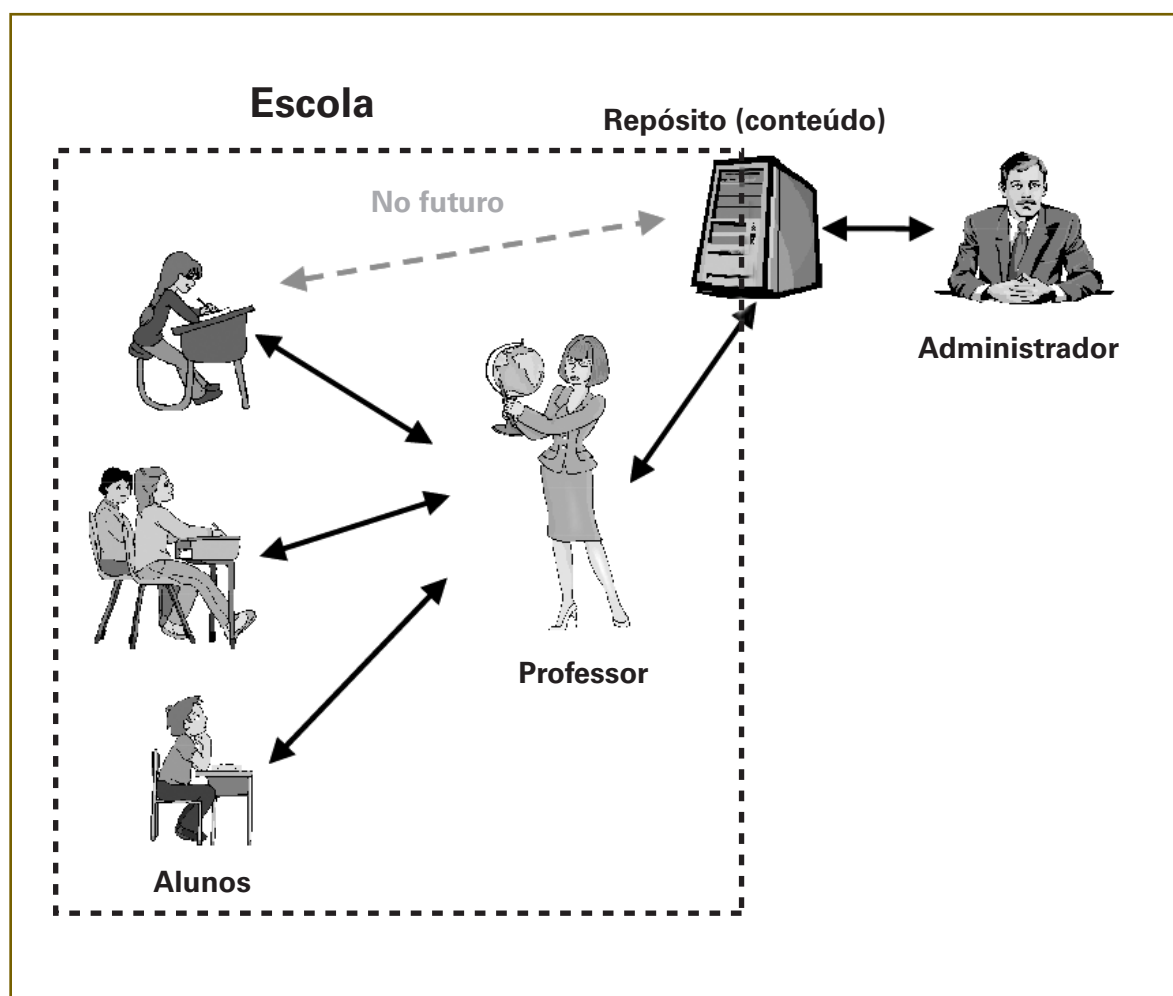 Escola
Repósito (conteúdo)
No futuro
Administrador
Professor
Alunos